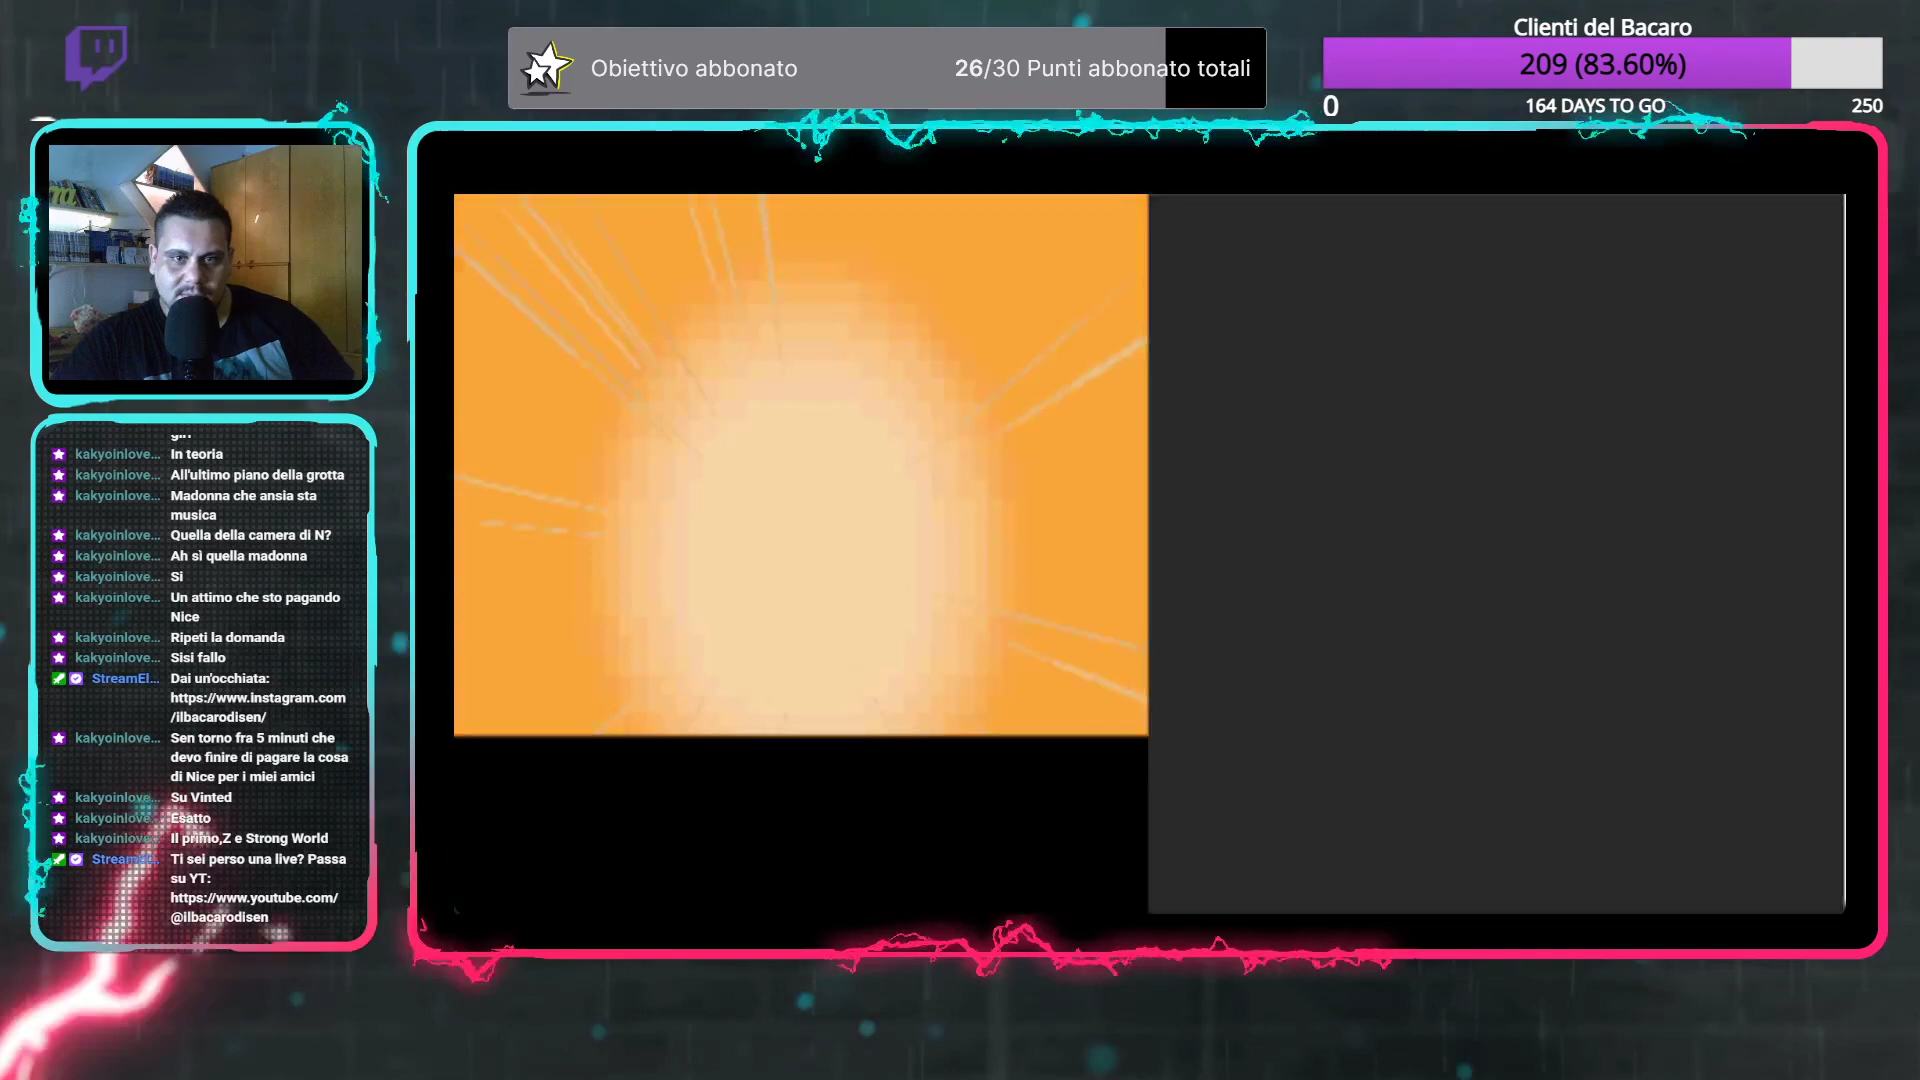 Obiettivo abbonato
26/30 Punti abbonato totali
Clienti del Bacaro
209 (83.60%)
0
164 DAYS TO GO
250
kakyoinlove... In teoria
kakyoinlove... All'ultimo piano della grotta
kakyoinlove... Madonna che ansia sta
musica
kakyoinlove... Quella della camera di N?
kakyoinlove... Ah sì quella madonna
kakyoinlove... Si
kakyoinlove... Un attimo che sto pagando
Nice
kakyoinlove... Ripeti la domanda
kakyoinlove... Sisi fallo
StreamEl... Dai un'occhiata:
https://www.instagram.com
/ilbacarodisen/
kakyoinlove... Sen torno fra 5 minuti che
devo finire di pagare la cosa
di Nice per i miei amici
kakyoinlove... Su Vinted
kakyoinlove... Esatto
kakyoinlove... Il primo,Z e Strong World
StreamEl... Ti sei perso una live? Passa
su YT:
https://www.youtube.com/
@ilbacarodisen